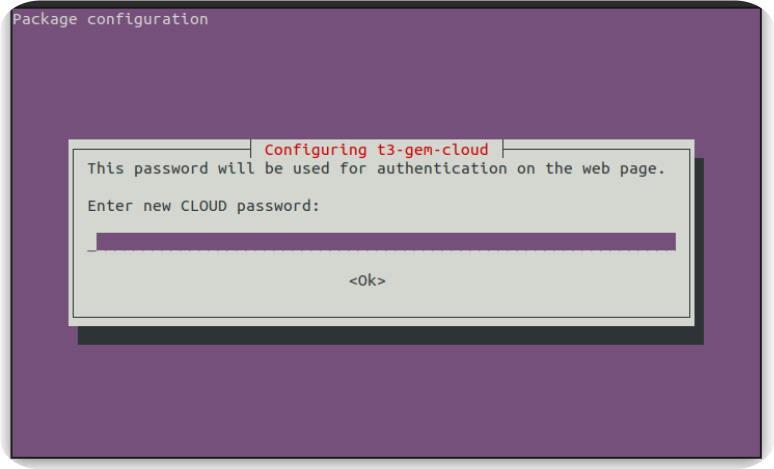 Package configuration
Configuring t3-gem-cloud
This password will be used for authentication on the web page.
Enter new CLOUD password:
<Ok>